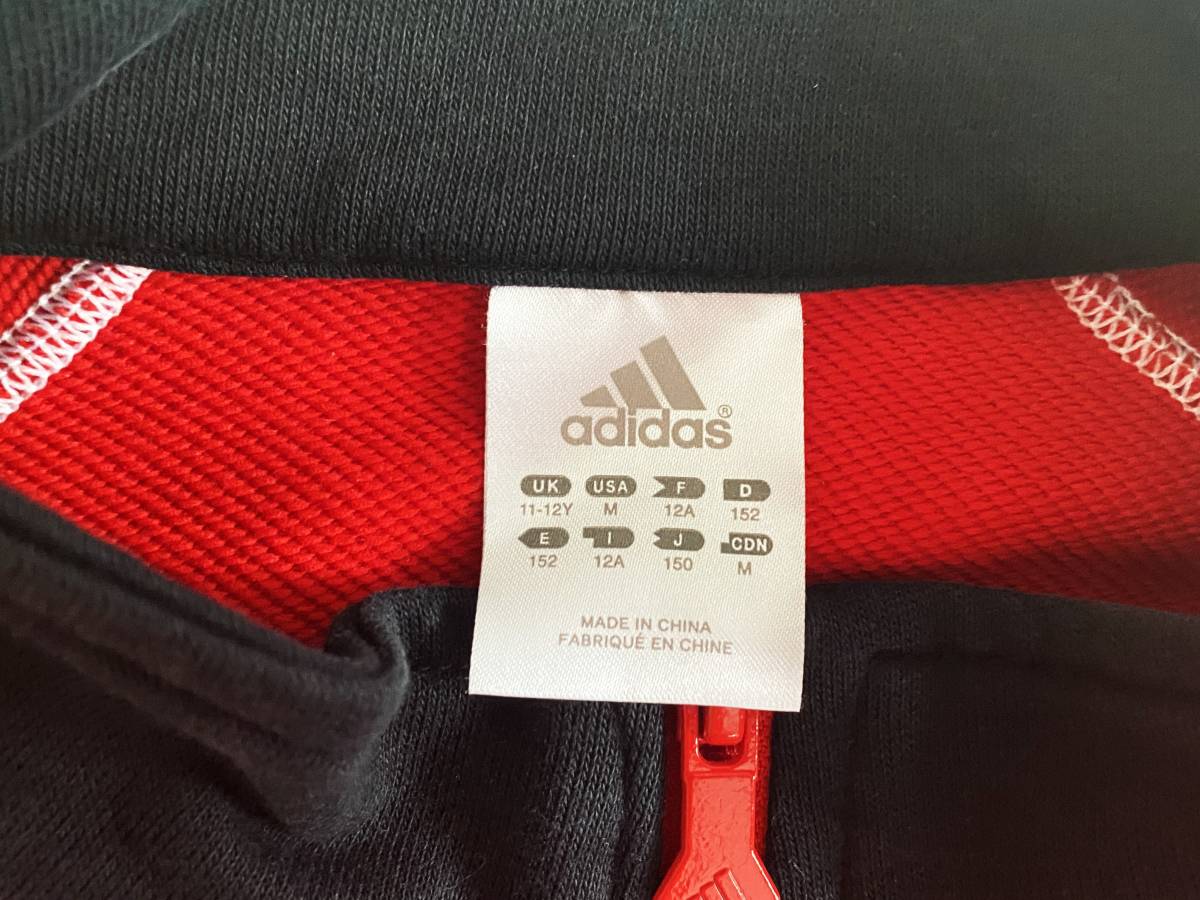 adidas®
UK USA F D
11-12Y M 12A 152
E I J CDN
152 12A 150 M
MADE IN CHINA
FABRIQUÉ EN CHINE